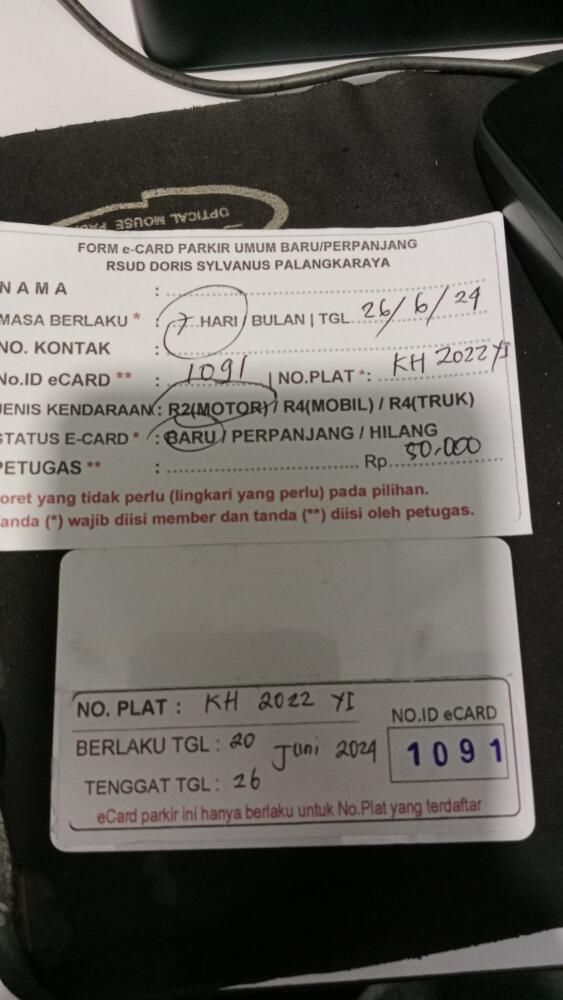 OPTICAL MOUSE PAD
FORM e-CARD PARKIR UMUM BARU/PERPANJANG
RSUD DORIS SYLVANUS PALANGKARAYA
NAMA :
MASA BERLAKU * : 7 HARI / BULAN | TGL 26/6/24
NO. KONTAK :
No.ID eCARD ** : 1091 | NO.PLAT *: KH 2022 YI
JENIS KENDARAAN: R2(MOTOR) / R4(MOBIL) / R4(TRUK)
STATUS E-CARD * : BARU / PERPANJANG / HILANG
PETUGAS ** : Rp. 30.000
oret yang tidak perlu (lingkari yang perlu) pada pilihan.
anda (*) wajib diisi member dan tanda (**) diisi oleh petugas.
NO. PLAT : KH 2022 YI
NO.ID eCARD
BERLAKU TGL : 20 Juni 2024
1091
TENGGAT TGL : 26
eCard parkir ini hanya berlaku untuk No.Plat yang terdaftar